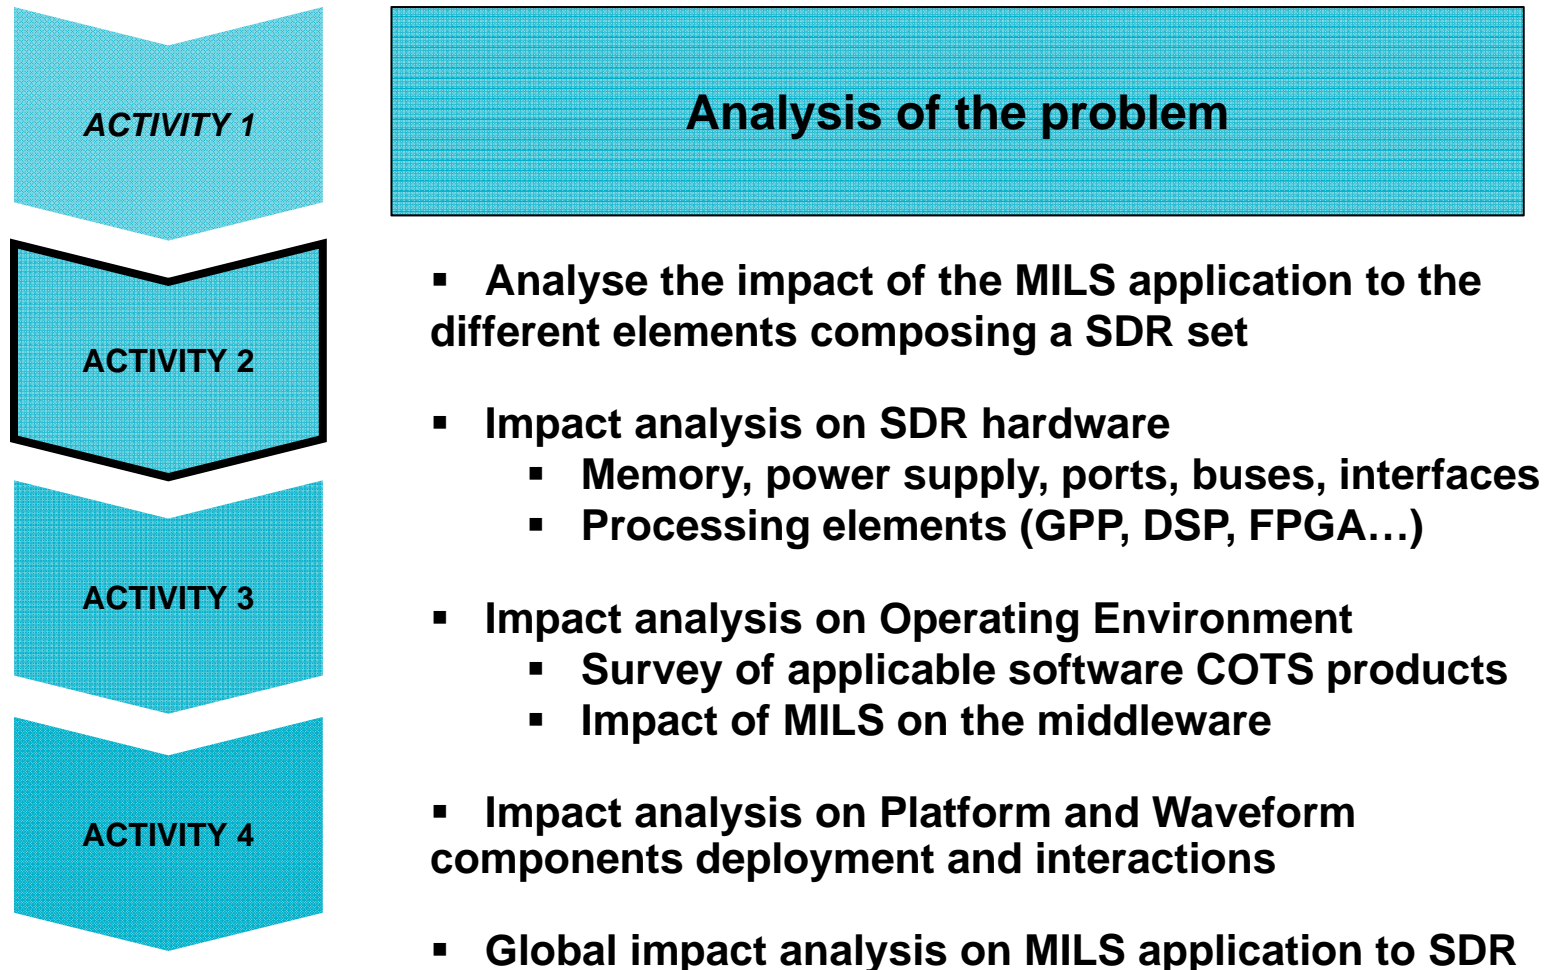 ACTIVITY 1
Analysis of the problem
ACTIVITY 2
▪ Analyse the impact of the MILS application to the
different elements composing a SDR set
▪ Impact analysis on SDR hardware
▪ Memory, power supply, ports, buses, interfaces
▪ Processing elements (GPP, DSP, FPGA…)
ACTIVITY 3
▪ Impact analysis on Operating Environment
▪ Survey of applicable software COTS products
▪ Impact of MILS on the middleware
ACTIVITY 4
▪ Impact analysis on Platform and Waveform
components deployment and interactions
▪ Global impact analysis on MILS application to SDR